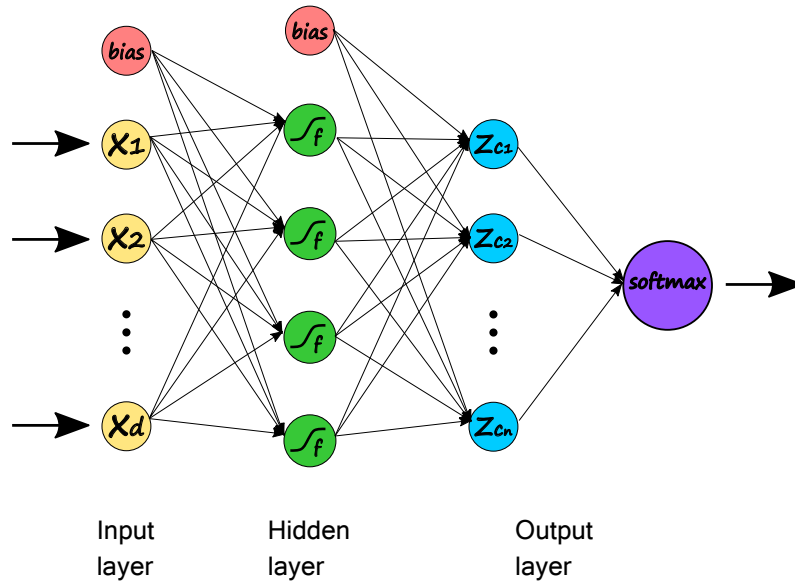 bias
bias
x1
f
Zc1
x2
f
Zc2
softmax
f
xd
f
Zcn
Input
layer
Hidden
layer
Output
layer